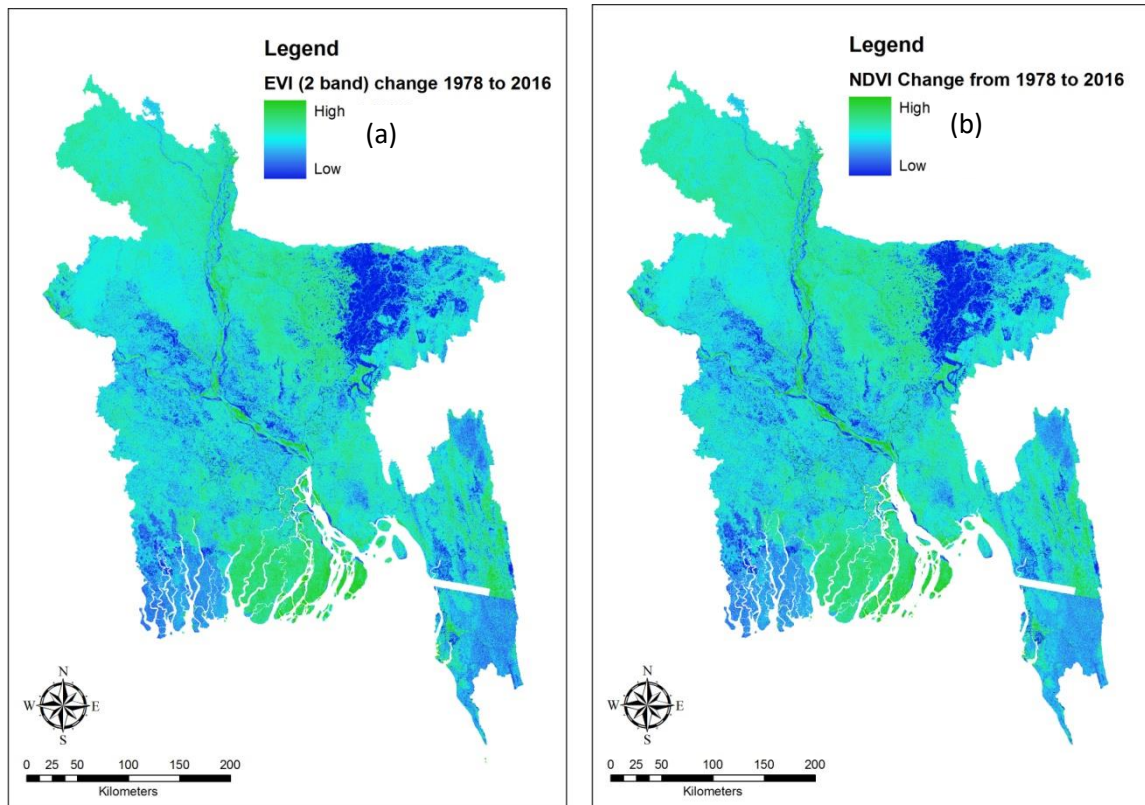 Legend
EVI (2 band) change 1978 to 2016
High
(a)
Low
N
W E
S
0 25 50 100 150 200
Kilometers
Legend
NDVI Change from 1978 to 2016
High
(b)
Low
N
W E
S
0 25 50 100 150 200
Kilometers